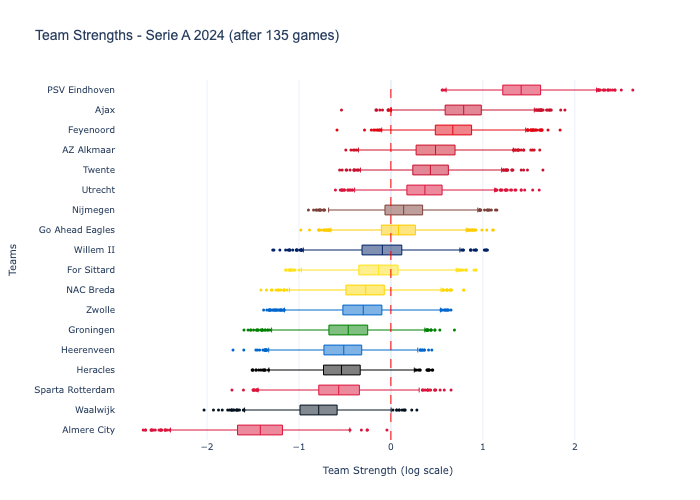 Team Strengths - Serie A 2024 (after 135 games)
PSV Eindhoven
Ajax
Feyenoord
AZ Alkmaar
Twente
Utrecht
Nijmegen
Go Ahead Eagles
Willem II
For Sittard
NAC Breda
Zwolle
Groningen
Heerenveen
Heracles
Sparta Rotterdam
Waalwijk
Almere City
Teams
−2 −1 0 1 2
Team Strength (log scale)